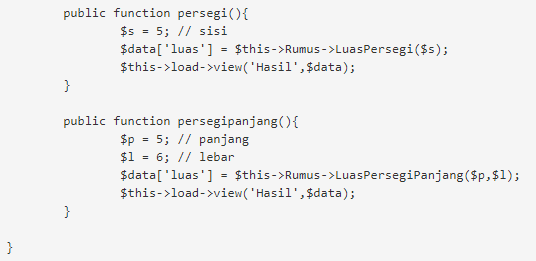 public function persegi(){
$s = 5; // sisi
$data['luas'] = $this->Rumus->LuasPersegi($s);
$this->load->view('Hasil',$data);
}
public function persegipanjang(){
$p = 5; // panjang
$l = 6; // lebar
$data['luas'] = $this->Rumus->LuasPersegiPanjang($p,$l);
$this->load->view('Hasil',$data);
}
}